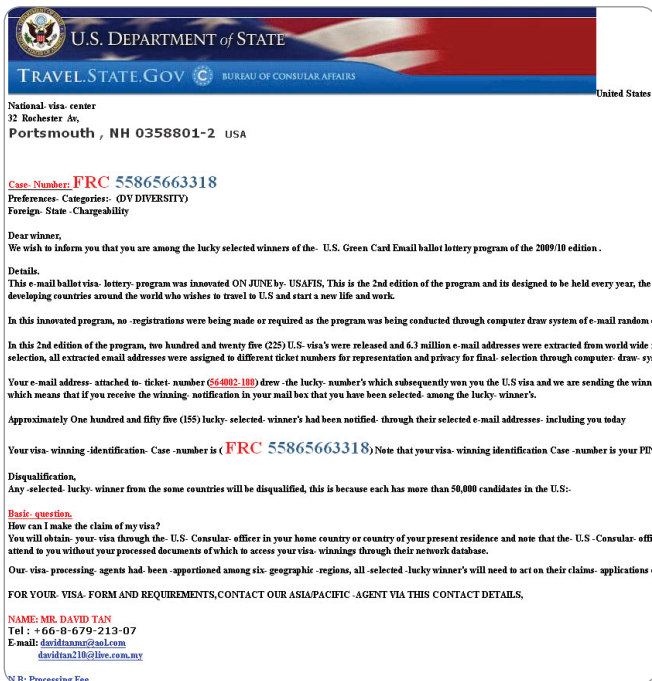 U.S. DEPARTMENT of STATE
TRAVEL.STATE.GOV C BUREAU OF CONSULAR AFFAIRS
United States
National- visa- center
32 Rochester Av,
Portsmouth , NH 0358801-2 USA
Case- Number: FRC 55865663318
Preferences- Categories:- (DV DIVERSITY)
Foreign- State -Chargeability
Dear winner,
We wish to inform you that you are among the lucky selected winners of the- U.S. Green Card Email ballot lottery program of the 2009/10 edition .
Details.
This e-mail ballot visa- lottery- program was innovated ON JUNE by- USAFIS, This is the 2nd edition of the program and its designed to be held every year, the
developing countries around the world who wishes to travel to U.S and start a new life and work.
In this innovated program, no -registrations were being made or required as the program was being conducted through computer draw system of e-mail random
In this 2nd edition of the program, two hundred and twenty five (225) U.S- visa's were released and 6.3 million e-mail addresses were extracted from world wide
selection, all extracted email addresses were assigned to different ticket numbers for representation and privacy for final- selection through computer- draw- sy
Your e-mail address- attached to- ticket- number (564002-188) drew -the lucky- number's which subsequently won you the U.S visa and we are sending the winn
which means that if you receive the winning- notification in your mail box that you have been selected- among the lucky- winner's.
Approximately One hundred and fifty five (155) lucky- selected- winner's had been notified- through their selected e-mail addresses- including you today
Your visa- winning -identification- Case -number is ( FRC 55865663318) Note that your visa- winning identification Case -number is your PIN
Disqualification,
Any -selected- lucky- winner from the some countries will be disqualified, this is because each has more than 50,000 candidates in the U.S:-
Basic- question.
How can I make the claim of my visa?
You will obtain- your- visa through the- U.S- Consular- officer in your home country or country of your present residence and note that the- U.S -Consular- offi
attend to you without your processed documents of which to access your visa- winnings through their network database.
Our- visa- processing- agents had- been -apportioned among six- geographic -regions, all -selected -lucky winner's will need to act on their claims- applications
FOR YOUR- VISA- FORM AND REQUIREMENTS,CONTACT OUR ASIA/PACIFIC -AGENT VIA THIS CONTACT DETAILS,
NAME: MR. DAVID TAN
Tel : +66-8-679-213-07
E-mail: davidtanmr@aol.com
davidtan210@live.com.my
N.B: Processing Fee